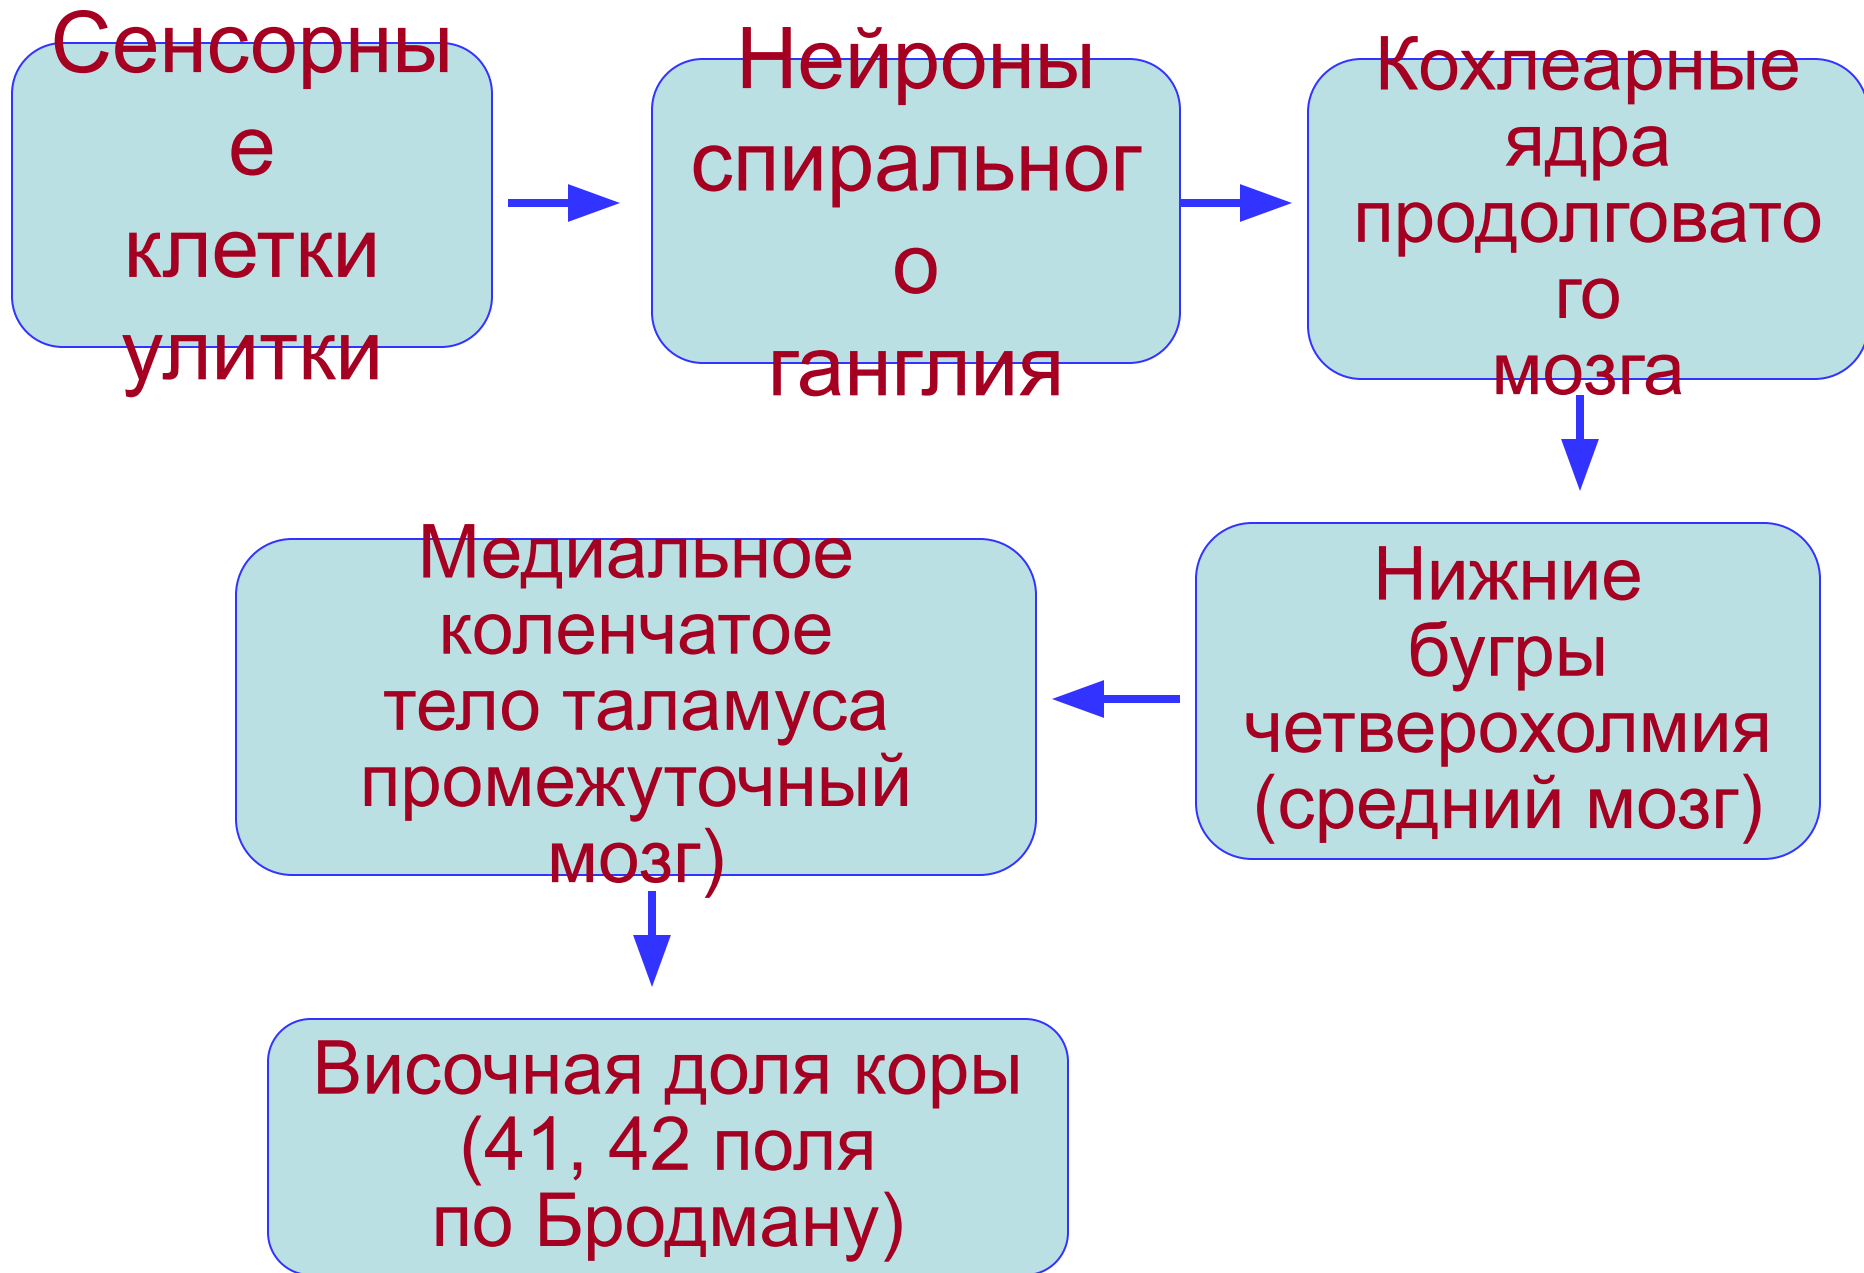 Сенсорны
е
клетки
улитки
Нейроны
спиральног
о
ганглия
Кохлеарные
ядра
продолговато
го
мозга
Нижние
бугры
четверохолмия
(средний мозг)
Медиальное
коленчатое
тело таламуса
промежуточный
мозг)
Височная доля коры
(41, 42 поля
по Бродману)